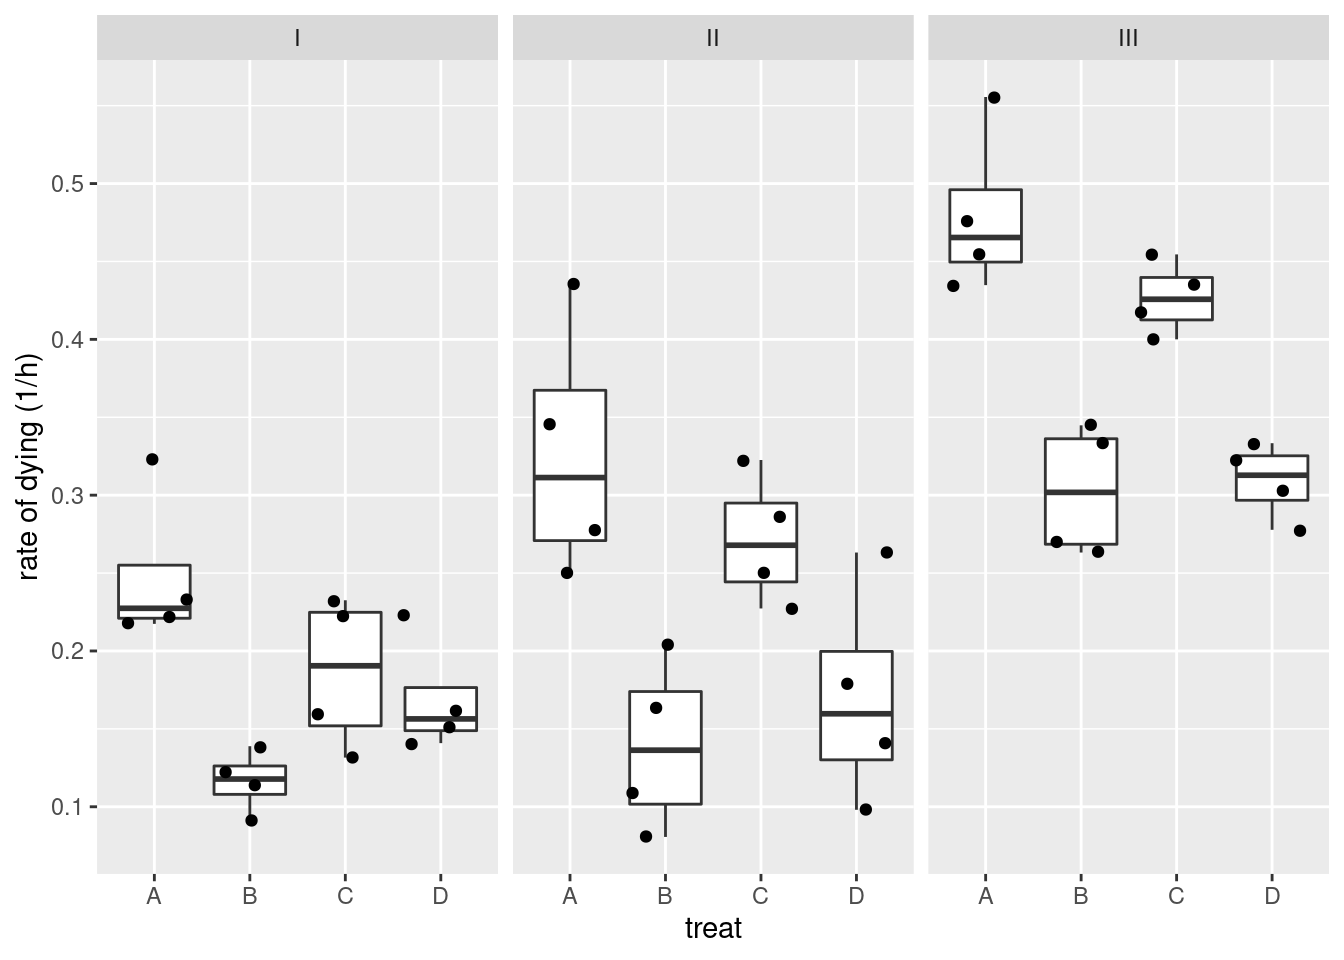 I II III
0.5
0.4
0.3
0.2
0.1
rate of dying (1/h)
A B C D A B C D A B C D
treat